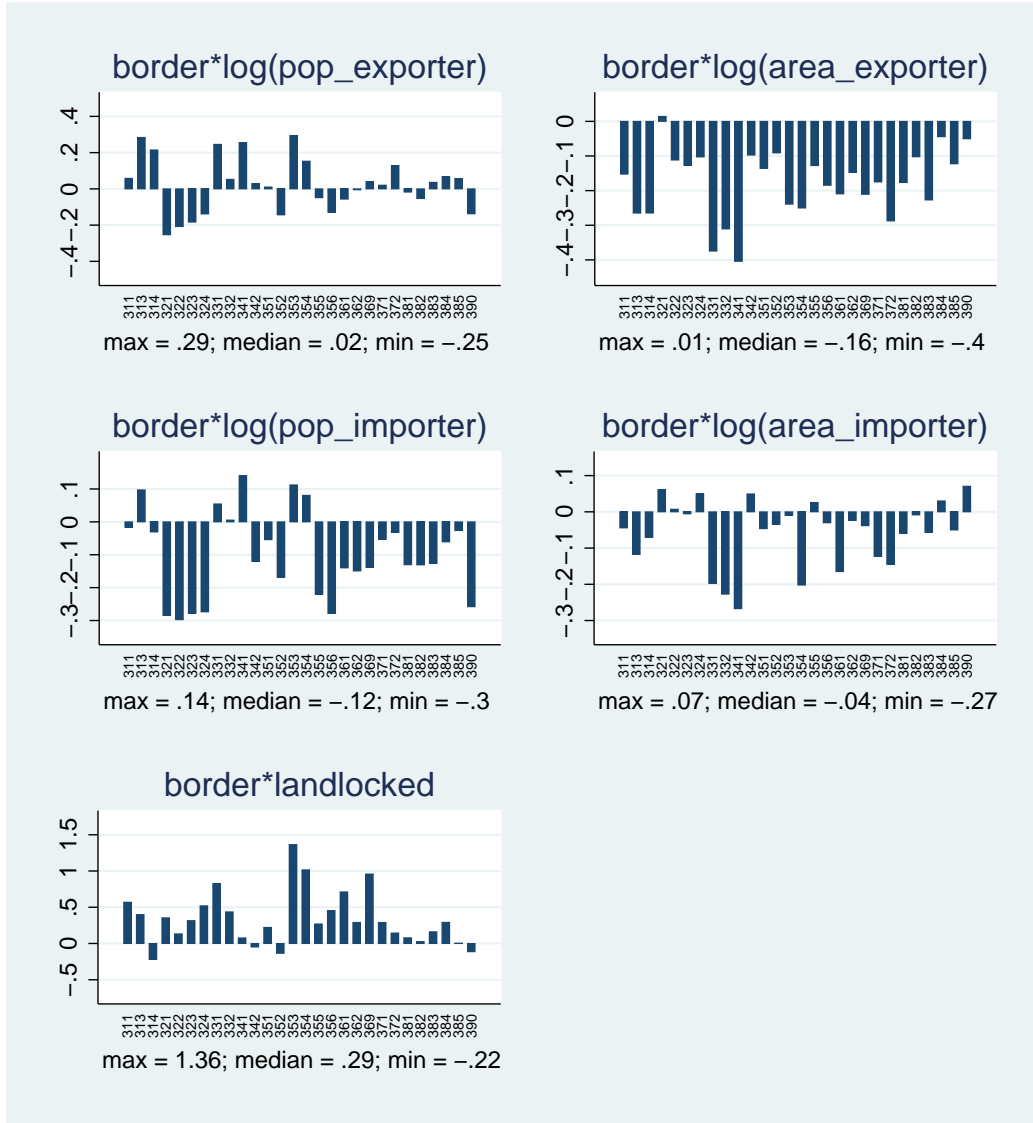 border*log(pop_exporter)
.4
.2
0
−.2
−.4
311 313 314 321 322 323 324 331 332 341 342 351 352 353 354 355 356 361 362 369 371 372 381 382 383 384 385 390
max = .29; median = .02; min = −.25
border*log(area_exporter)
0
−.1
−.2
−.3
−.4
311 313 314 321 322 323 324 331 332 341 342 351 352 353 354 355 356 361 362 369 371 372 381 382 383 384 385 390
max = .01; median = −.16; min = −.4
border*log(pop_importer)
.1
0
−.1
−.2
−.3
311 313 314 321 322 323 324 331 332 341 342 351 352 353 354 355 356 361 362 369 371 372 381 382 383 384 385 390
max = .14; median = −.12; min = −.3
border*log(area_importer)
.1
0
−.1
−.2
−.3
311 313 314 321 322 323 324 331 332 341 342 351 352 353 354 355 356 361 362 369 371 372 381 382 383 384 385 390
max = .07; median = −.04; min = −.27
border*landlocked
1.5
1
.5
0
−.5
311 313 314 321 322 323 324 331 332 341 342 351 352 353 354 355 356 361 362 369 371 372 381 382 383 384 385 390
max = 1.36; median = .29; min = −.22